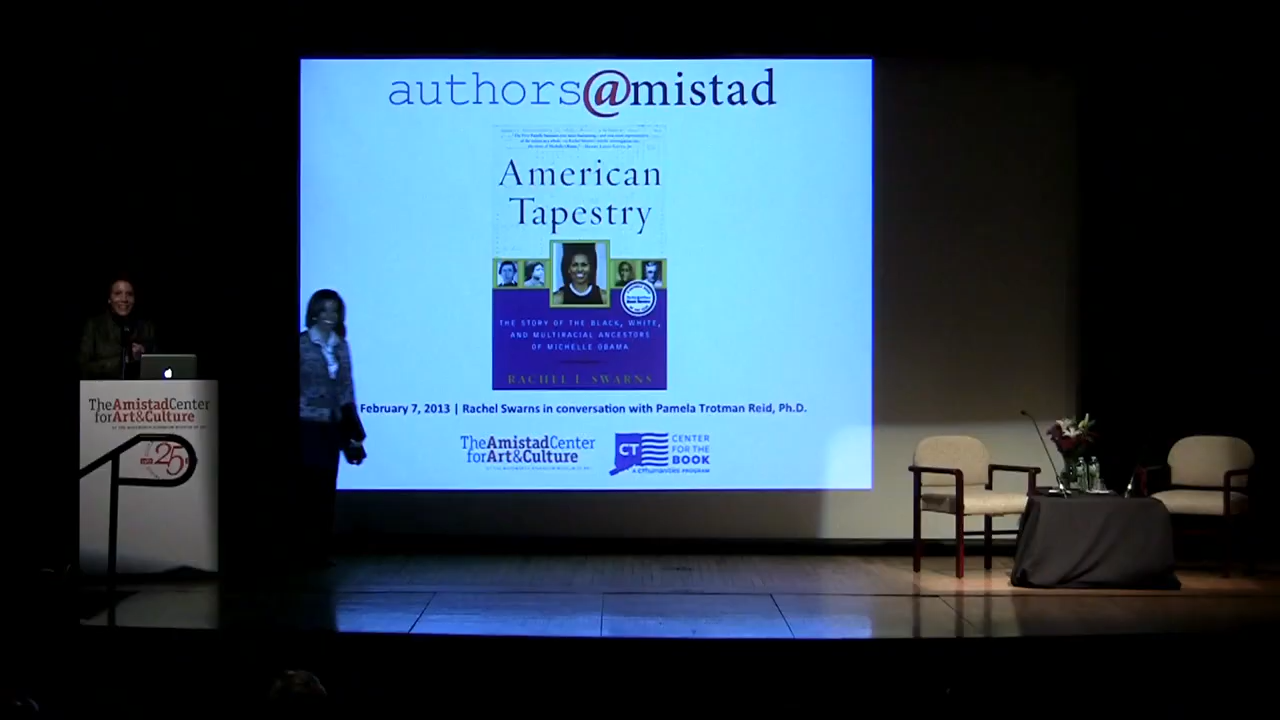 authors@mistad
American
Tapestry
THE STORY OF THE BLACK, WHITE,
AND MULTIRACIAL ANCESTORS
OF MICHELLE OBAMA
RACHEL L. SWARNS
February 7, 2013 | Rachel Swarns in conversation with Pamela Trotman Reid, Ph.D.
TheAmistadCenter
forArt&Culture
CT
CENTER
FOR THE
BOOK
A CTHUMANITIES PROGRAM
TheAmistadCenter
forArt&Culture
25